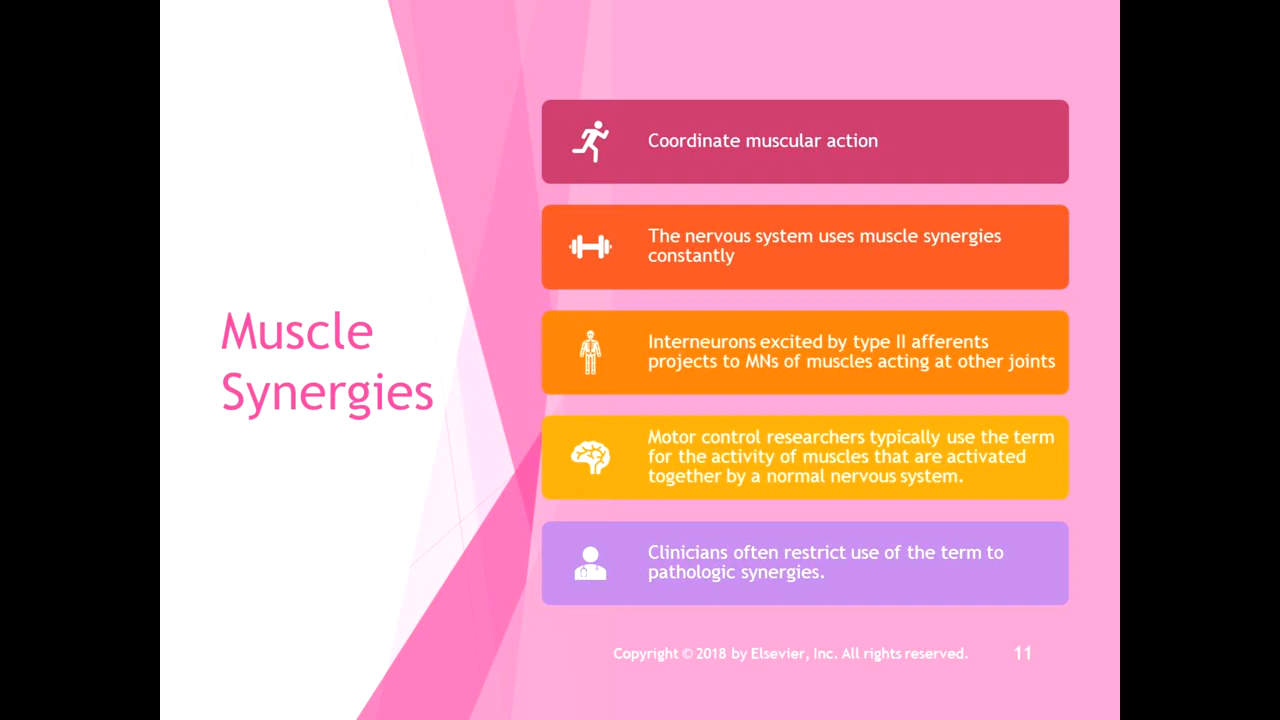 Muscle
Synergies
Coordinate muscular action
The nervous system uses muscle synergies
constantly
Interneurons excited by type II afferents
projects to MNs of muscles acting at other joints
Motor control researchers typically use the term
for the activity of muscles that are activated
together by a normal nervous system.
Clinicians often restrict use of the term to
pathologic synergies.
Copyright © 2018 by Elsevier, Inc. All rights reserved.
11